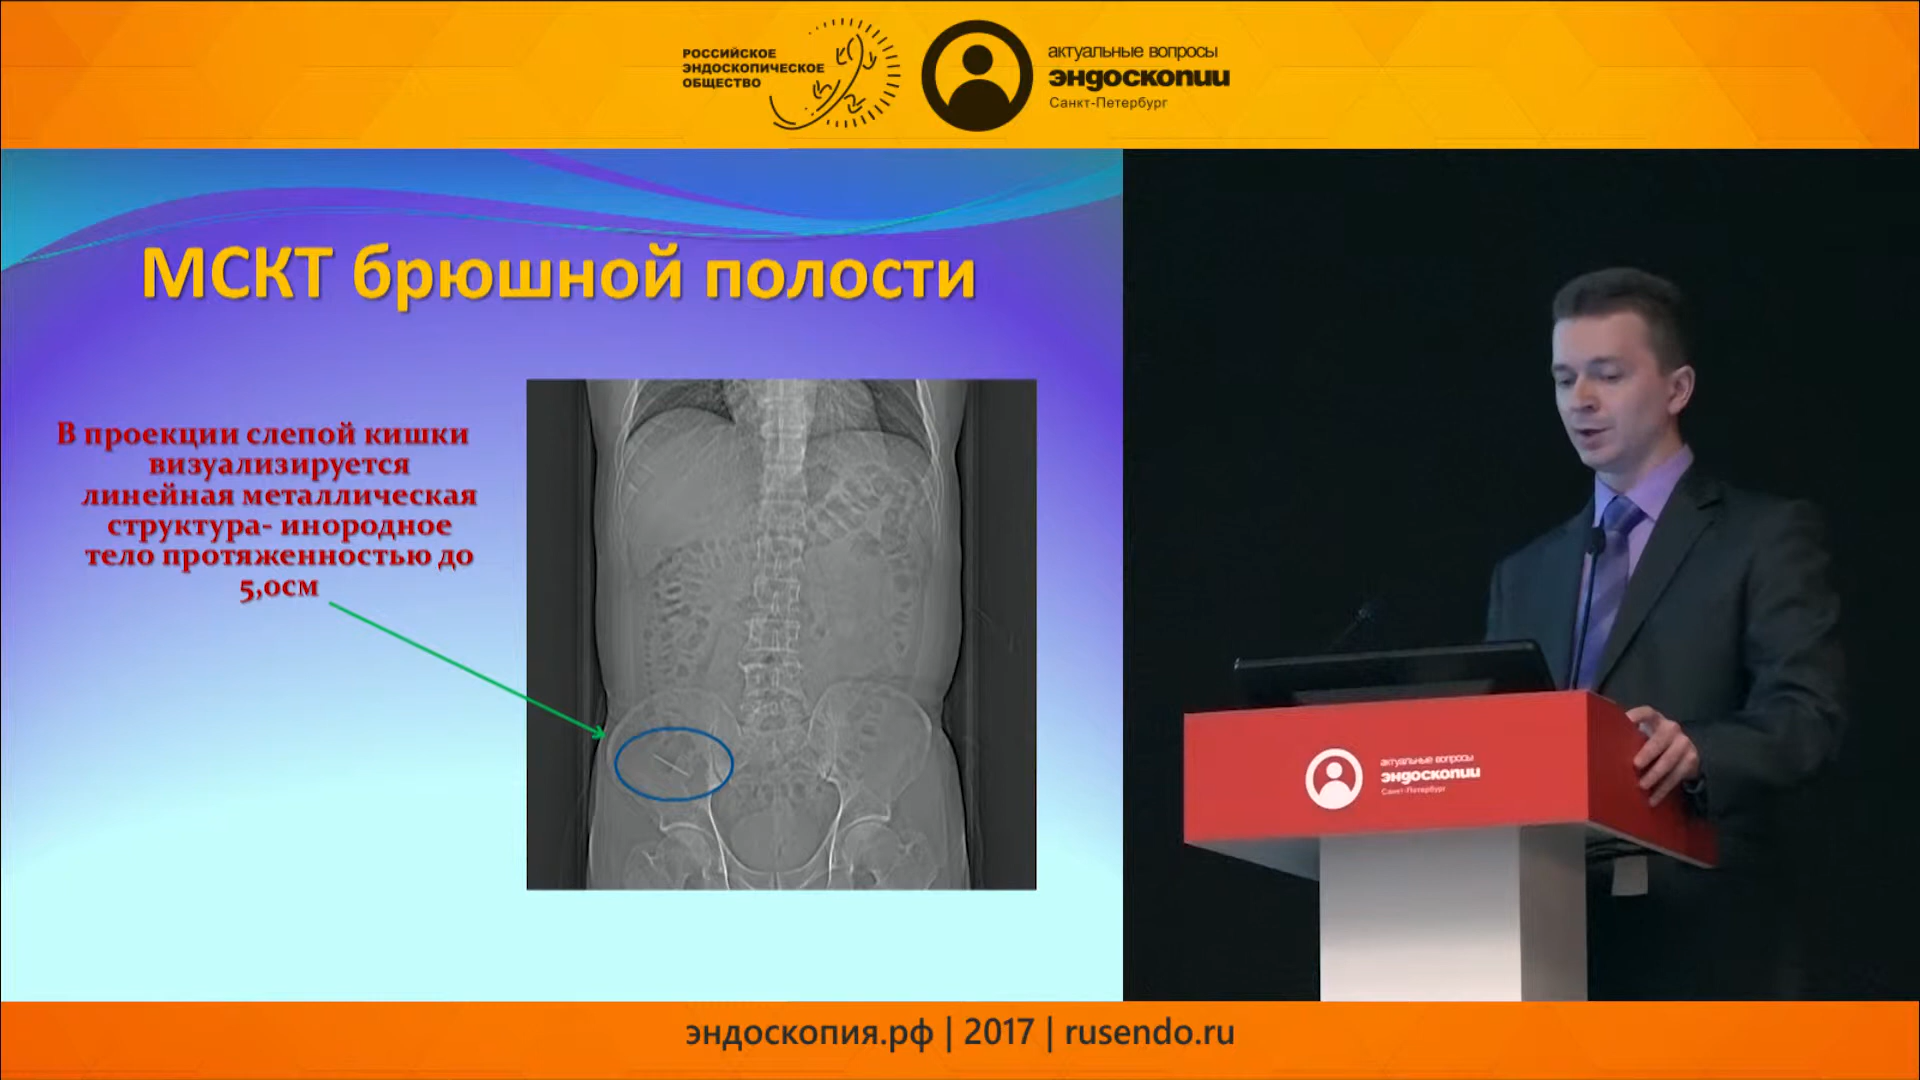 РОССИЙСКОЕ
ЭНДОСКОПИЧЕСКОЕ
ОБЩЕСТВО
актуальные вопросы
эндоскопии
Санкт-Петербург
МСКТ брюшной полости
В проекции слепой кишки
визуализируется
линейная металлическая
структура- инородное
тело протяженностью до
5,0см
актуальные вопросы
эндоскопии
Санкт-Петербург
эндоскопия.рф | 2017 | rusendo.ru